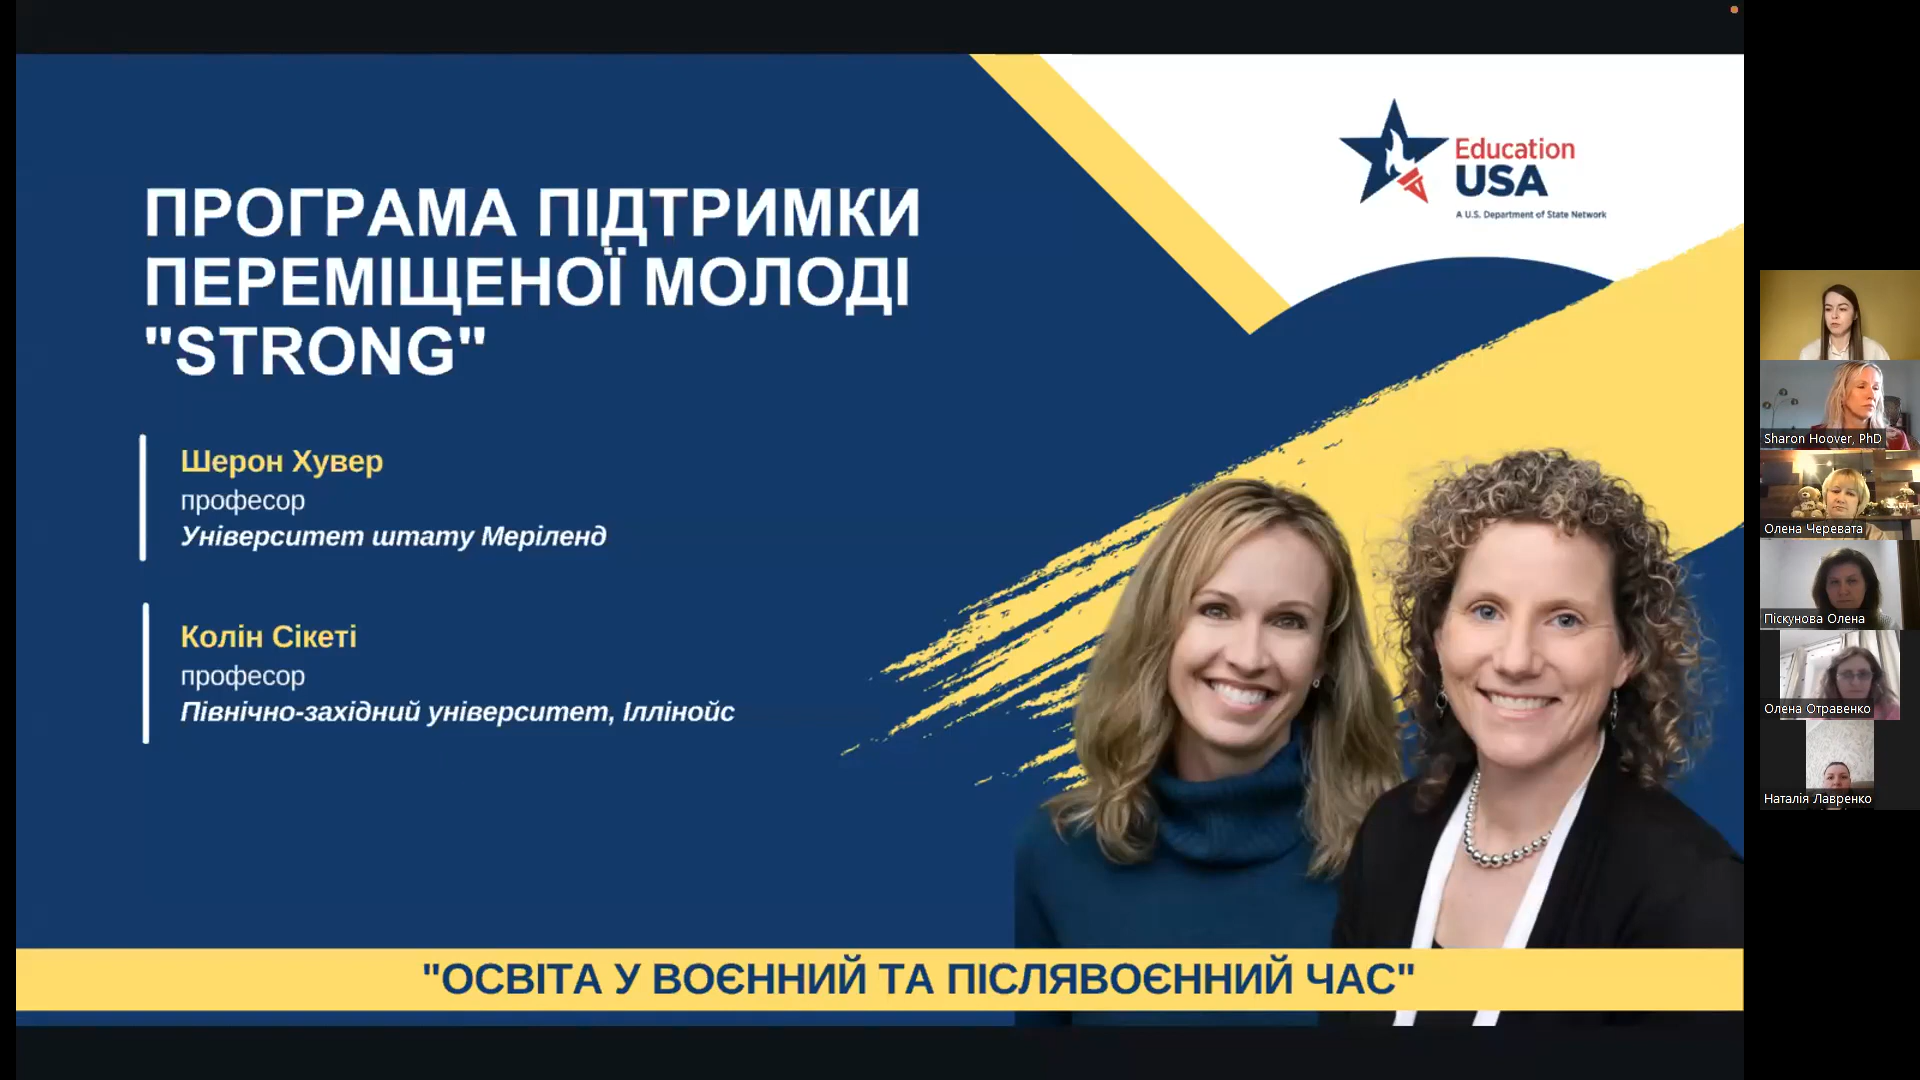 Education
USA
A U.S. Department of State Network
ПРОГРАМА ПІДТРИМКИ
ПЕРЕМІЩЕНОЇ МОЛОДІ
"STRONG"
Шерон Хувер
професор
Університет штату Меріленд
Колін Сікеті
професор
Північно-західний університет, Іллінойс
"ОСВІТА У ВОЄННИЙ ТА ПІСЛЯВОЄННИЙ ЧАС"
Sharon Hoover, PhD
Олена Черевата
Піскунова Олена
Олена Отравенко
Наталія Лавренко